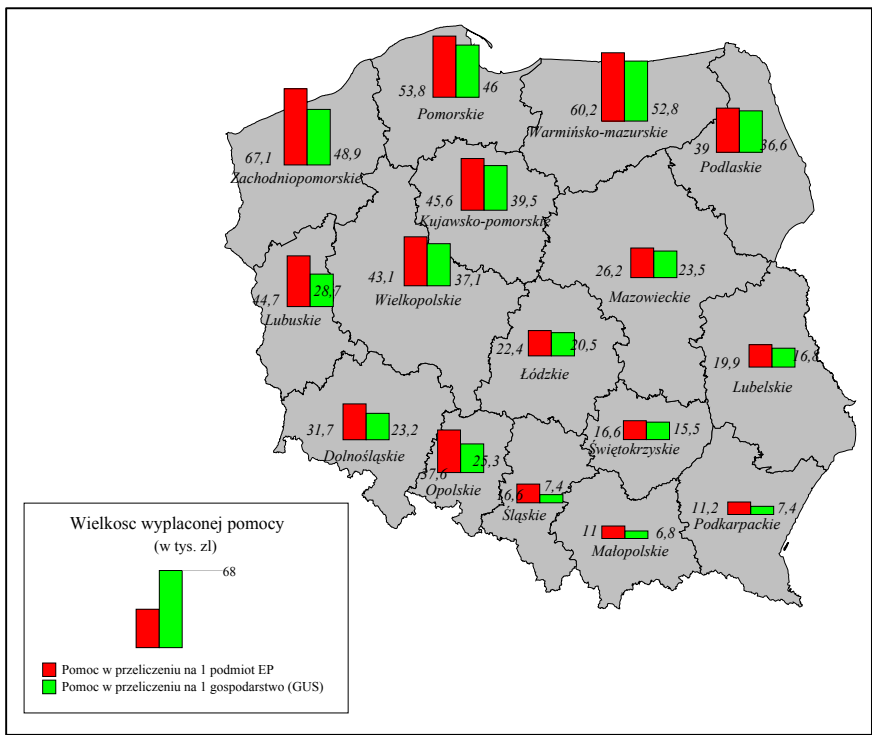 53,8
46
Pomorskie
60,2
52,8
Warmińsko-mazurskie
39
36,6
Podlaskie
67,1
48,9
Zachodniopomorskie
45,6
39,5
Kujawsko-pomorskie
43,1
37,1
Wielkopolskie
26,2
23,5
Mazowieckie
44,7
28,7
Lubuskie
22,4
20,5
Łódzkie
19,9
16,8
Lubelskie
31,7
23,2
Dolnośląskie
37,6
25,3
Opolskie
16,6
15,5
Świętokrzyskie
7,4
Śląskie
11
6,8
Małopolskie
11,2
7,4
Podkarpackie
Wielkosc wyplaconej pomocy
(w tys. zl)
68
Pomoc w przeliczeniu na 1 podmiot EP
Pomoc w przeliczeniu na 1 gospodarstwo (GUS)